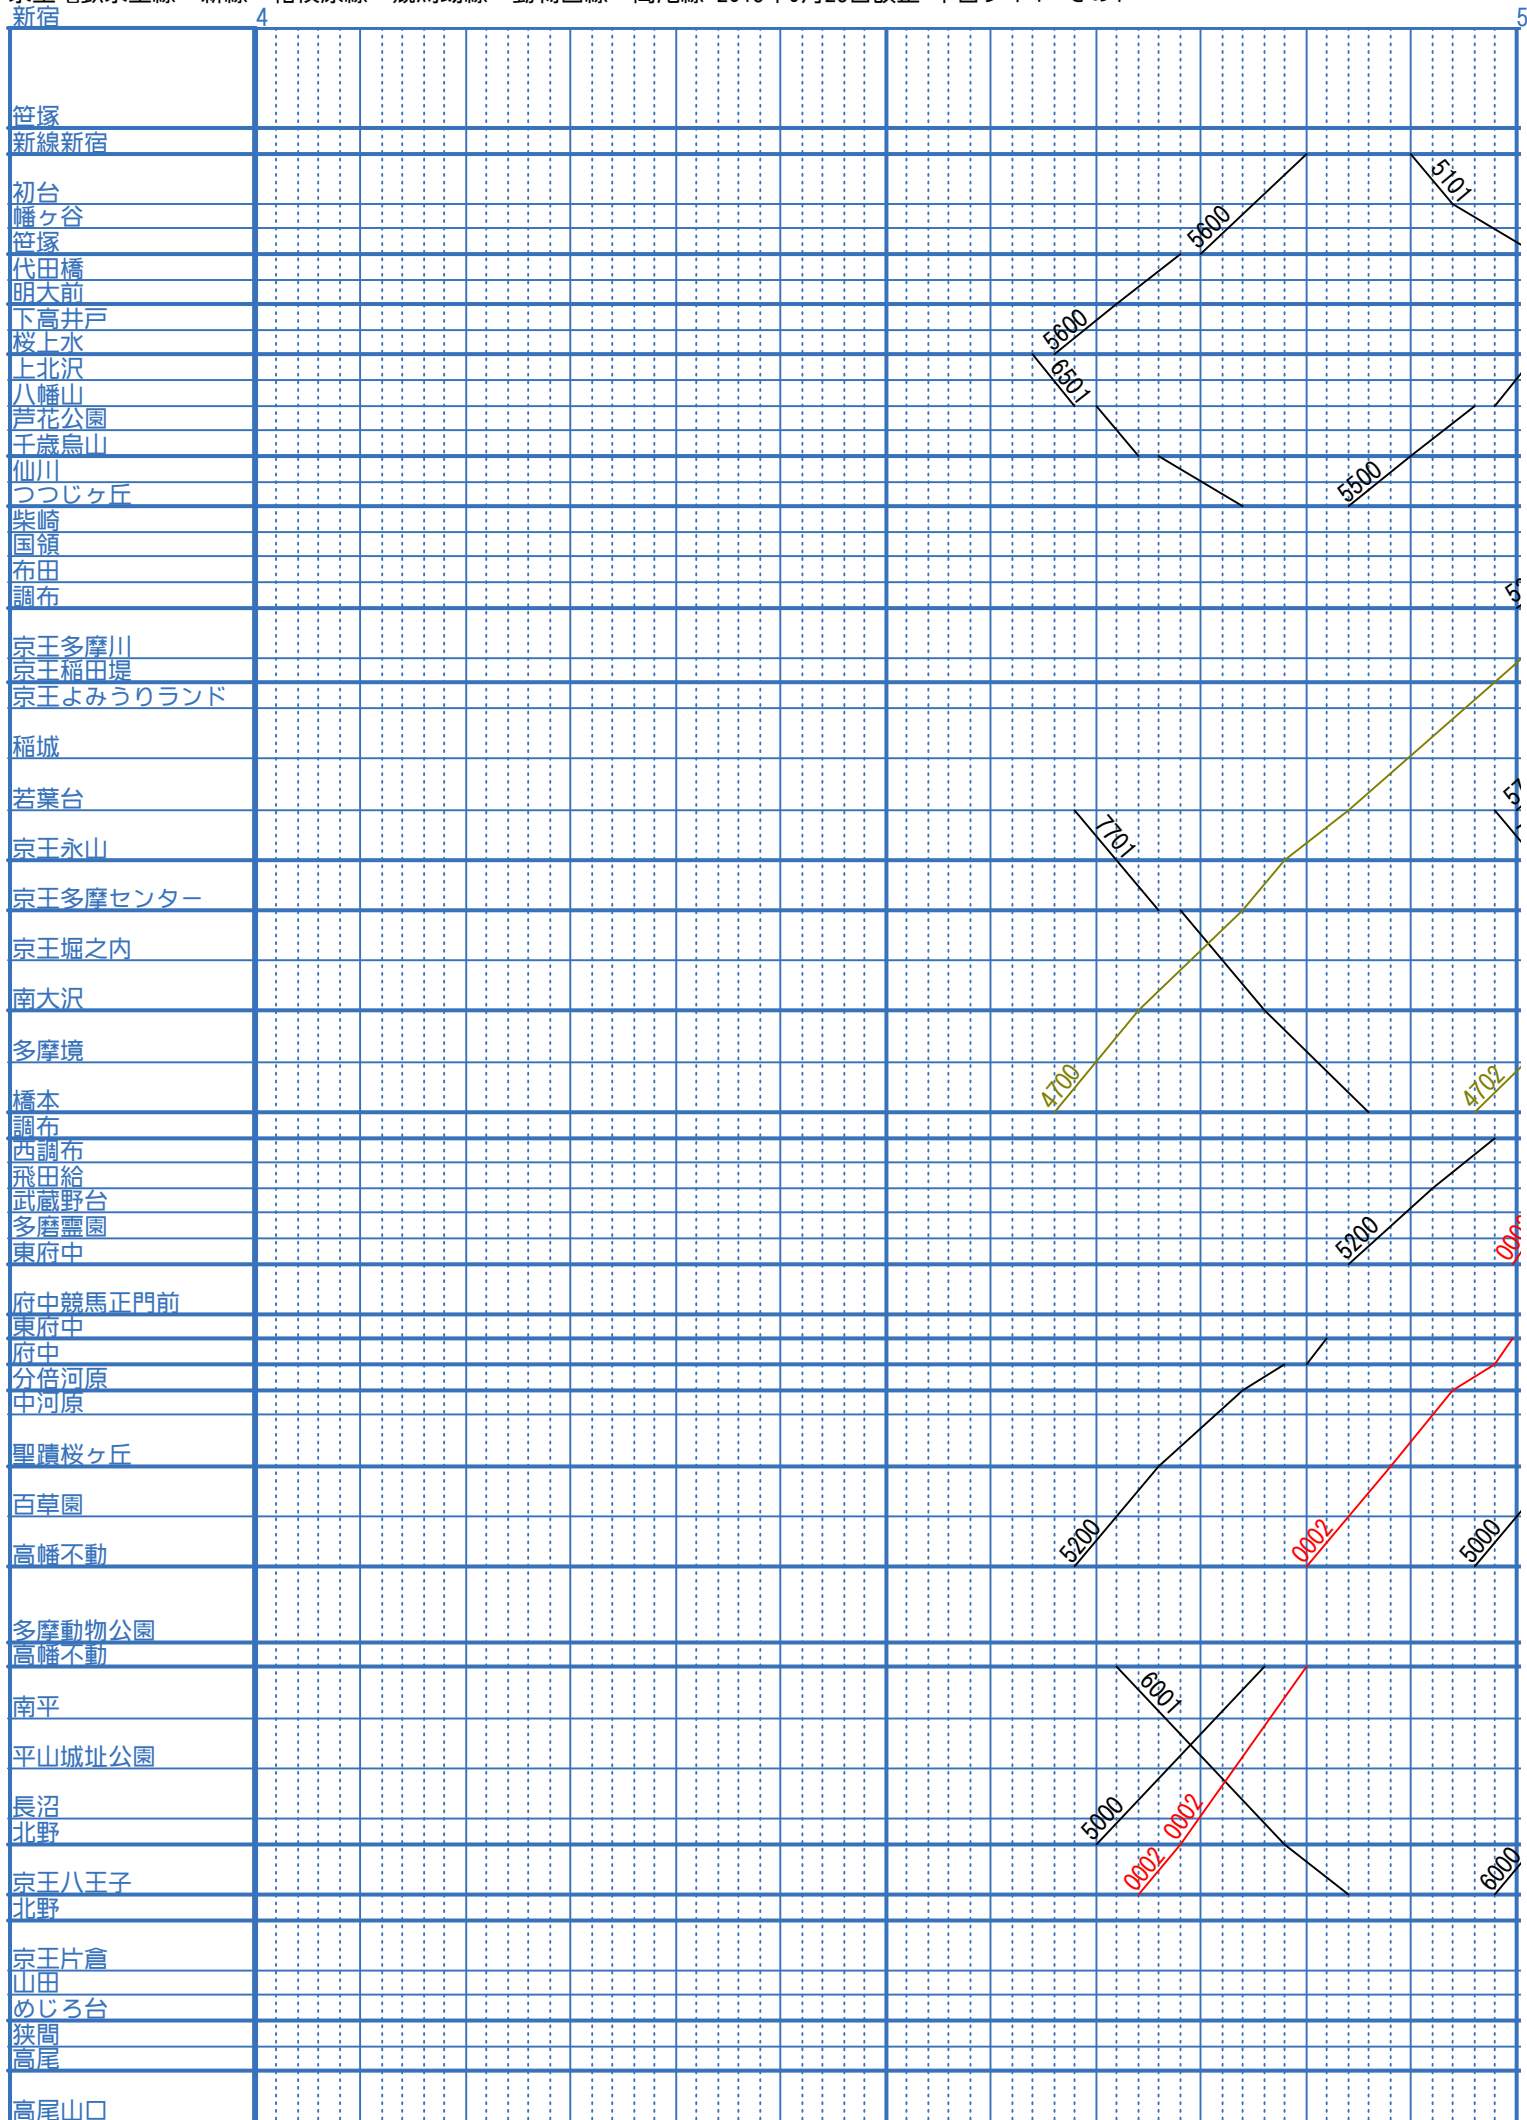 新宿 4 5
笹塚
新線新宿
初台 5101
幡ヶ谷
笹塚 5600
代田橋
明大前
下高井戸
桜上水 5600
上北沢
八幡山 6501
芦花公園
千歳烏山
仙川
つつじヶ丘 5500
柴崎
国領
布田
調布
京王多摩川
京王稲田堤
京王よみうりランド
稲城
若葉台
京王永山 7701
京王多摩センター
京王堀之内
南大沢
多摩境
橋本 4700 4702
調布
西調布
飛田給
武蔵野台
多磨霊園
東府中 5200
府中競馬正門前
東府中
府中
分倍河原
中河原
聖蹟桜ヶ丘
百草園
高幡不動 5200 0002 5000
多摩動物公園
高幡不動
南平 6001
平山城址公園
長沼
北野 5000 0002
京王八王子 0002 6000
北野
京王片倉
山田
めじろ台
狭間
高尾
高尾山口